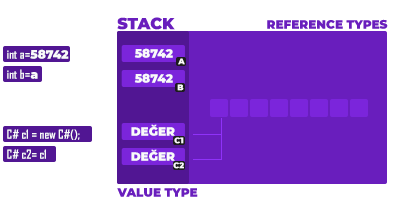 STACK
REFERENCE TYPES
int a=58742
58742
A
int b=a
58742
B
C# c1 = new C#();
DEĞER
C1
C# c2= c1
DEĞER
C2
VALUE TYPE